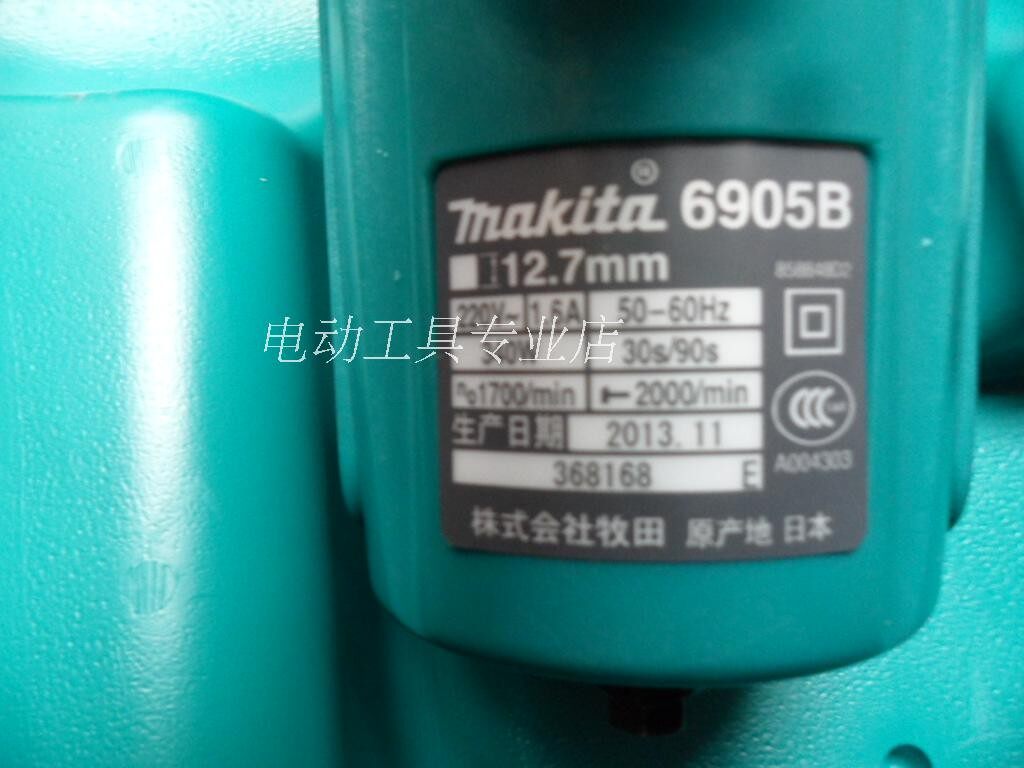 makita® 6905B
12.7mm
858848D2
220V~ 1.6A 50-60Hz
电动工具专业店
30s/90s
n₀1700/min 2000/min
生产日期 2013.11
A004303
368168 E
株式会社牧田 原产地 日本